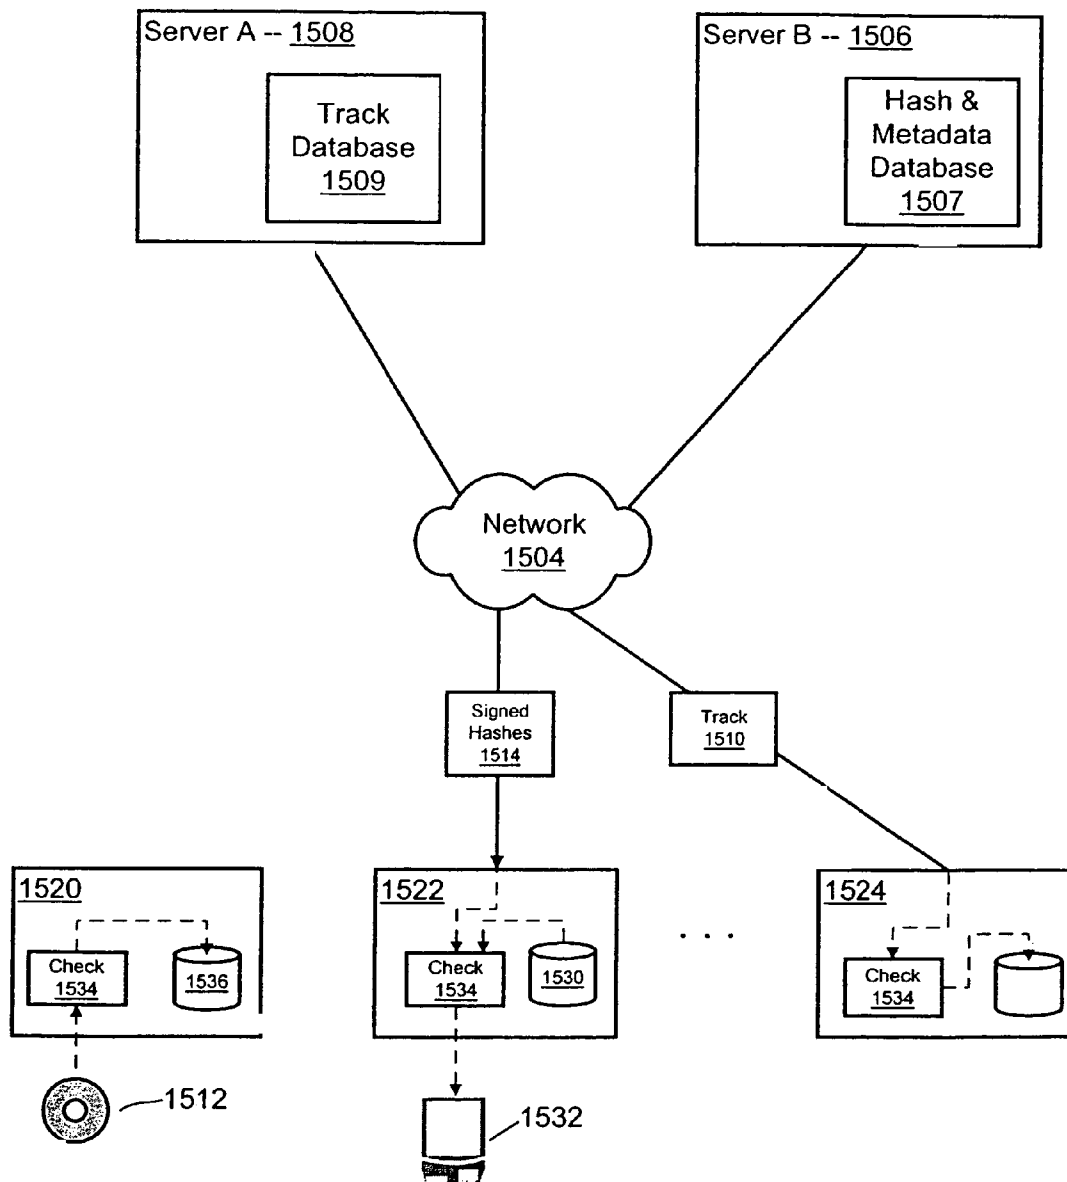 Server A -- 1508
Track
Database
1509
Server B -- 1506
Hash &
Metadata
Database
1507
Network
1504
Signed
Hashes
1514
Track
1510
1520
Check
1534
1536
1512
1522
Check
1534
1530
1532
. . .
1524
Check
1534